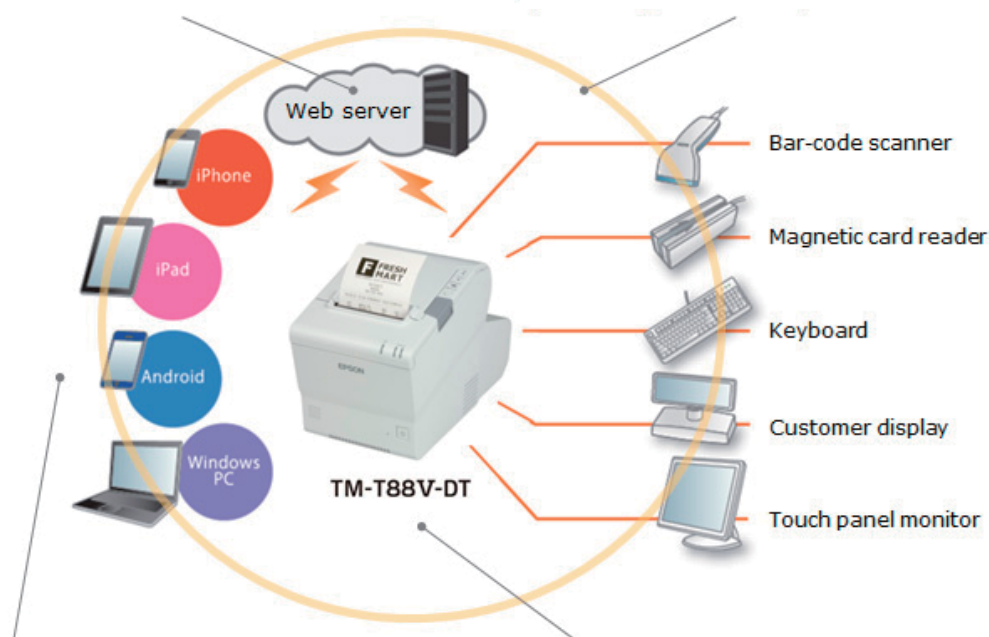 Web server
iPhone
iPad
Android
Windows
PC
F FRESH
MART
EPSON
TM-T88V-DT
Bar-code scanner
Magnetic card reader
Keyboard
Customer display
Touch panel monitor